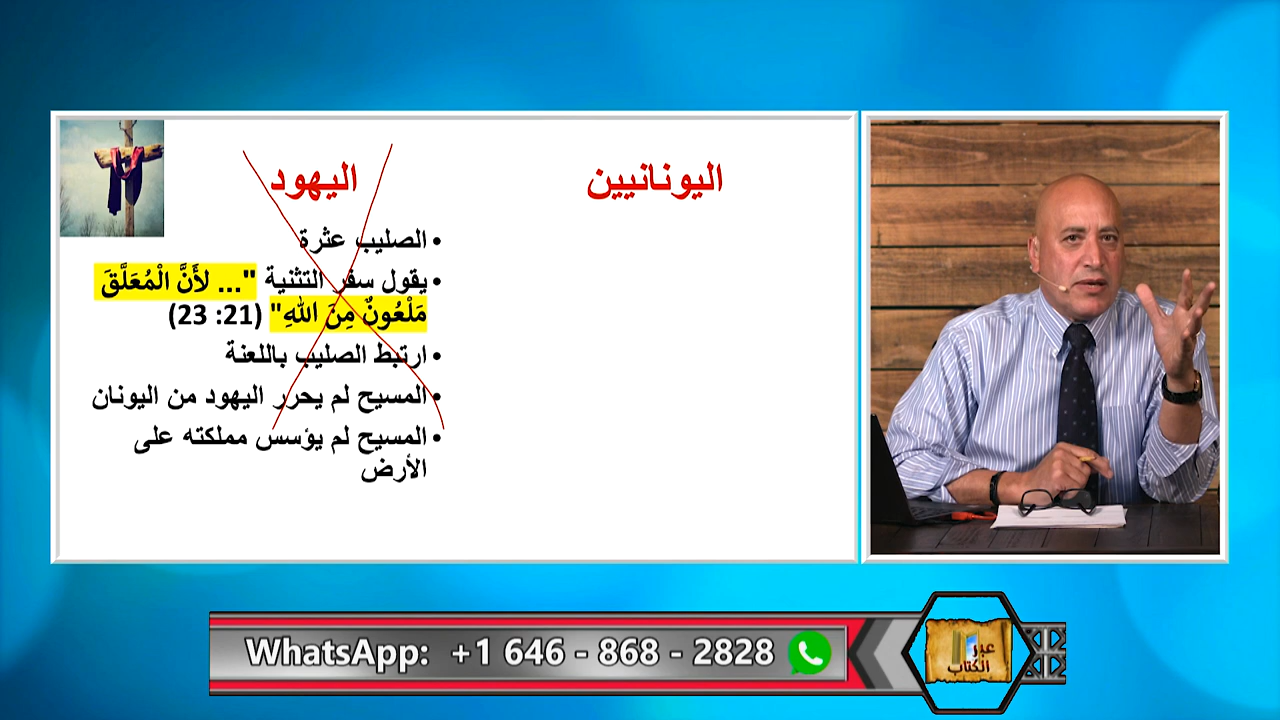 اليونانيين
اليهود
• الصليب عثرة
• يقول سفر التثنية "... لأَنَّ الْمُعَلَّقَ
مَلْعُونٌ مِنَ اللهِ" (21: 23)
• ارتبط الصليب باللعنة
• المسيح لم يحرر اليهود من اليونان
• المسيح لم يؤسس مملكته على
الأرض
WhatsApp: +1 646 - 868 - 2828
عبر
الكتاب